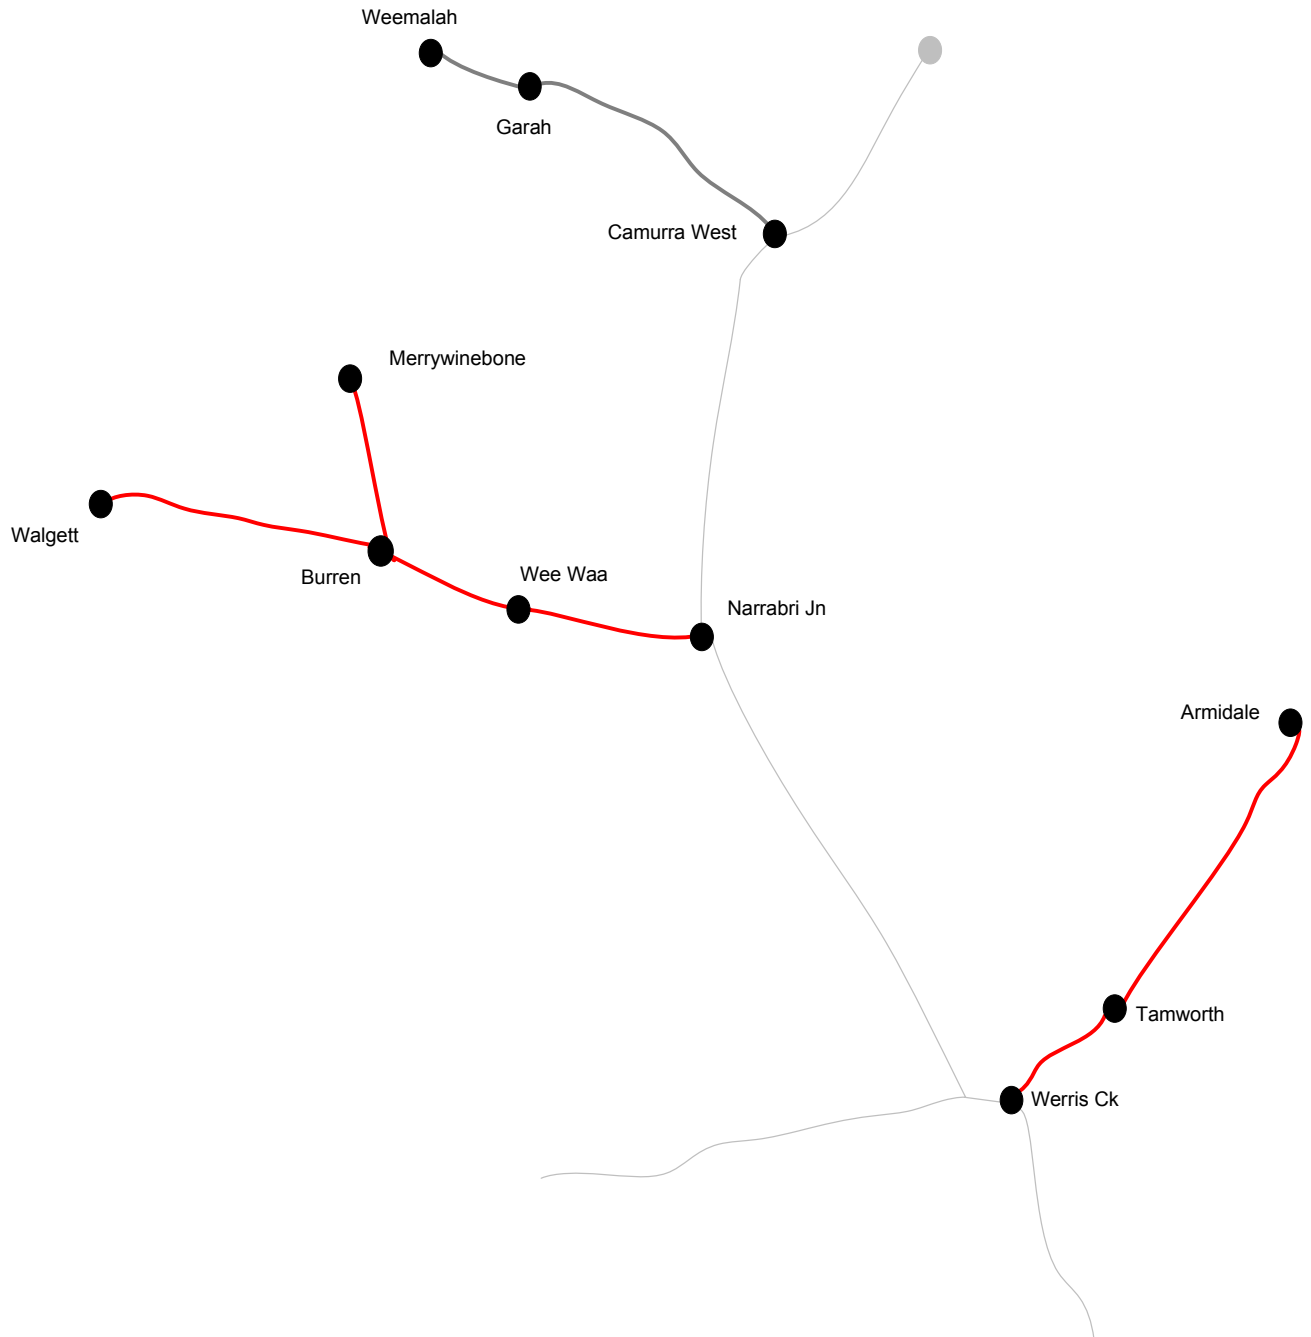 Weemalah
Garah
Camurra West
Merrywinebone
Walgett
Burren
Wee Waa
Narrabri Jn
Armidale
Tamworth
Werris Ck